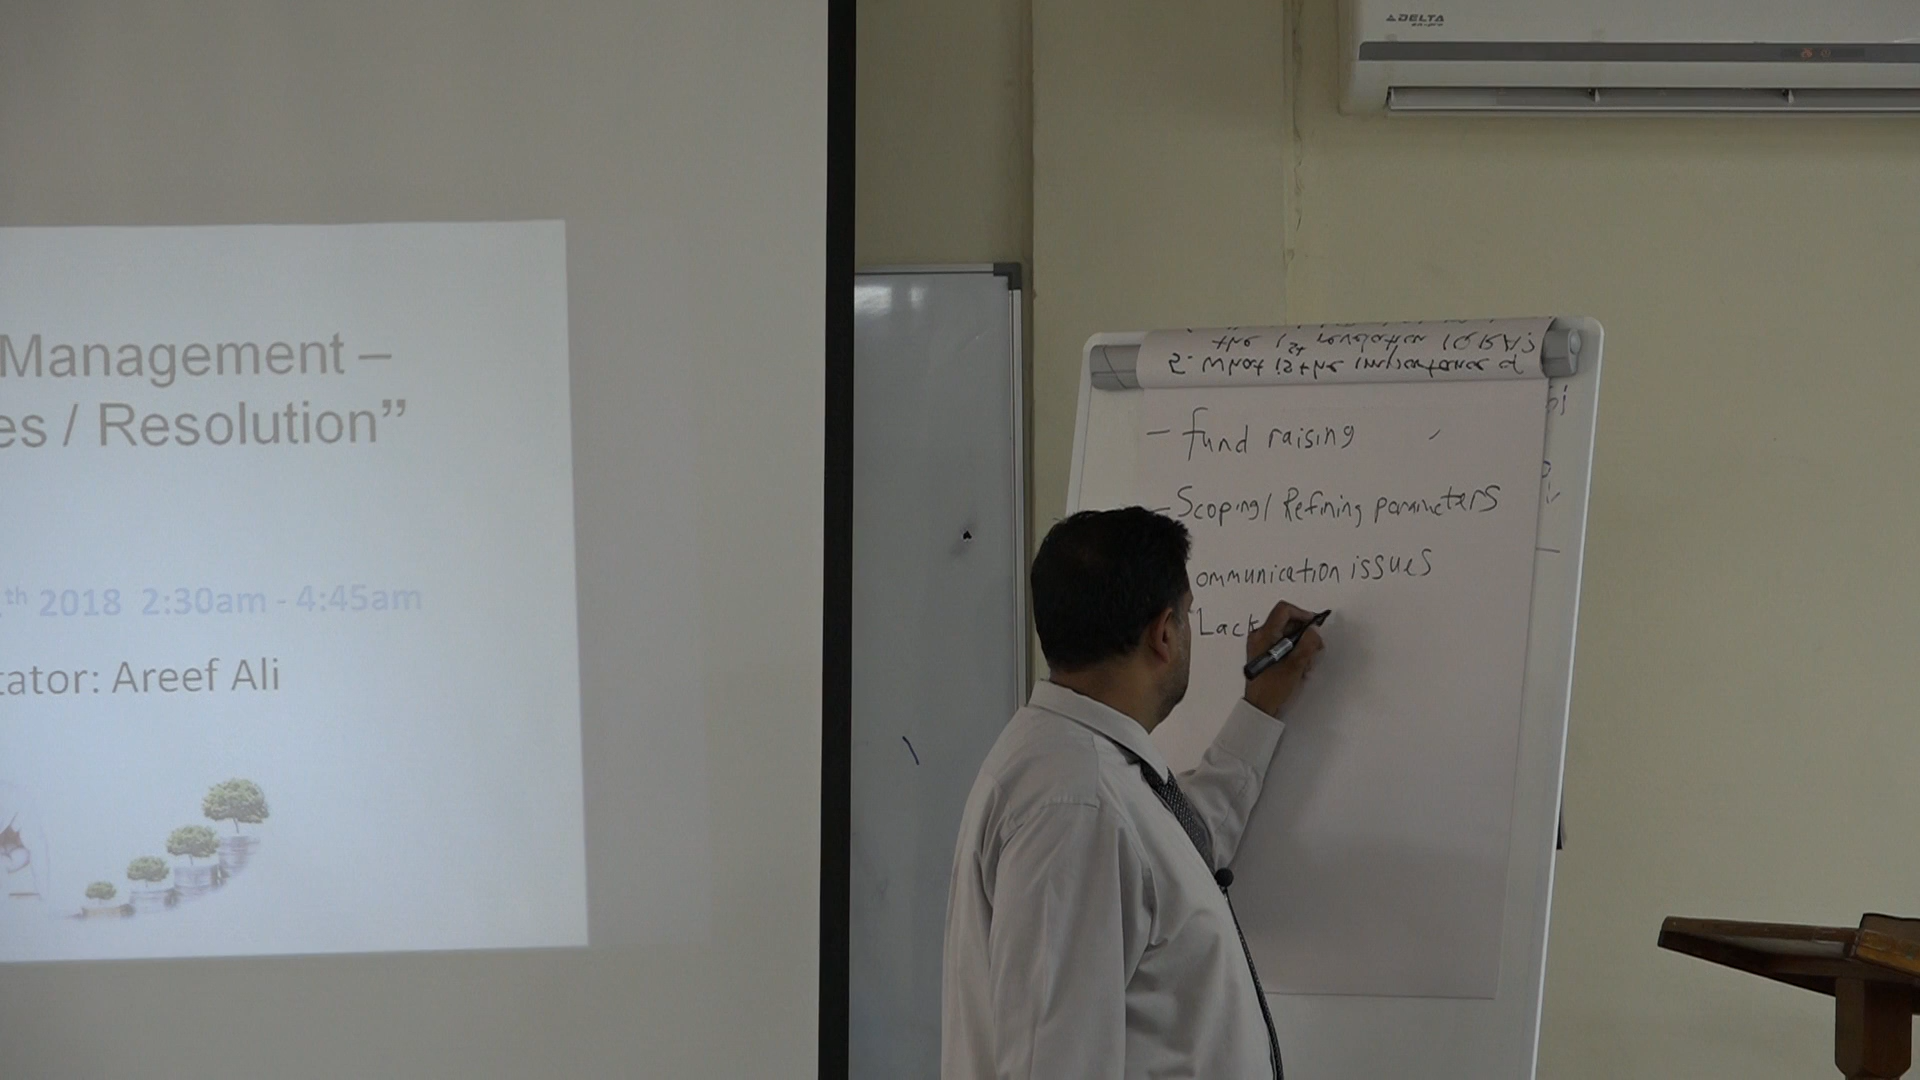 Management –
es / Resolution”
th 2018 2:30am - 4:45am
tator: Areef Ali
DELTA
- fund raising
- Scoping/ Refining parameters
ommunication issues
Lack